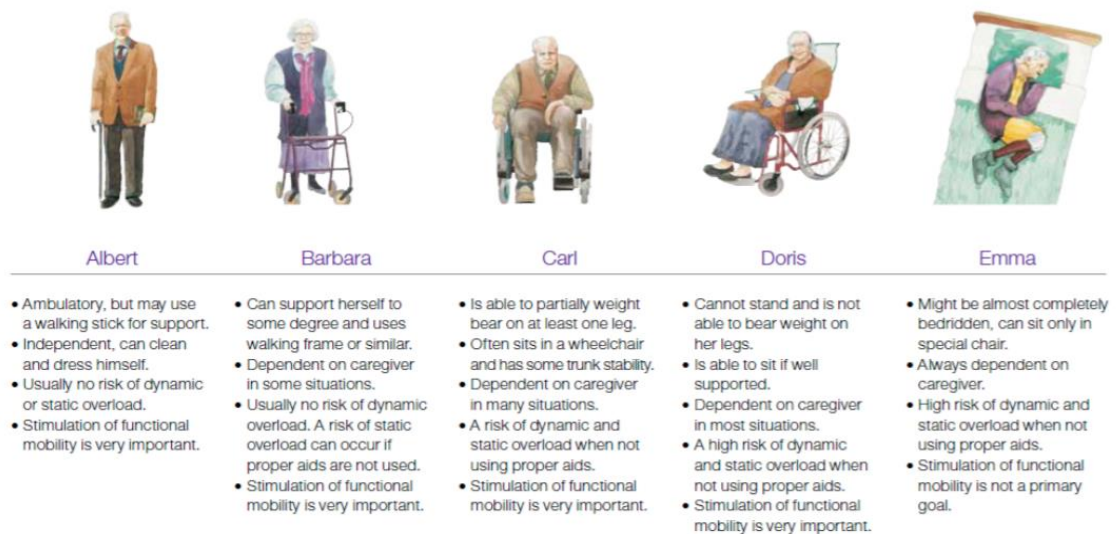 Albert
• Ambulatory, but may use
a walking stick for support.
• Independent, can clean
and dress himself.
• Usually no risk of dynamic
or static overload.
• Stimulation of functional
mobility is very important.
Barbara
• Can support herself to
some degree and uses
walking frame or similar.
• Dependent on caregiver
in some situations.
• Usually no risk of dynamic
overload. A risk of static
overload can occur if
proper aids are not used.
• Stimulation of functional
mobility is very important.
Carl
• Is able to partially weight
bear on at least one leg.
• Often sits in a wheelchair
and has some trunk stability.
• Dependent on caregiver
in many situations.
• A risk of dynamic and
static overload when not
using proper aids.
• Stimulation of functional
mobility is very important.
Doris
• Cannot stand and is not
able to bear weight on
her legs.
• Is able to sit if well
supported.
• Dependent on caregiver
in most situations.
• A high risk of dynamic
and static overload when
not using proper aids.
• Stimulation of functional
mobility is very important.
Emma
• Might be almost completely
bedridden, can sit only in
special chair.
• Always dependent on
caregiver.
• High risk of dynamic and
static overload when not
using proper aids.
• Stimulation of functional
mobility is not a primary
goal.